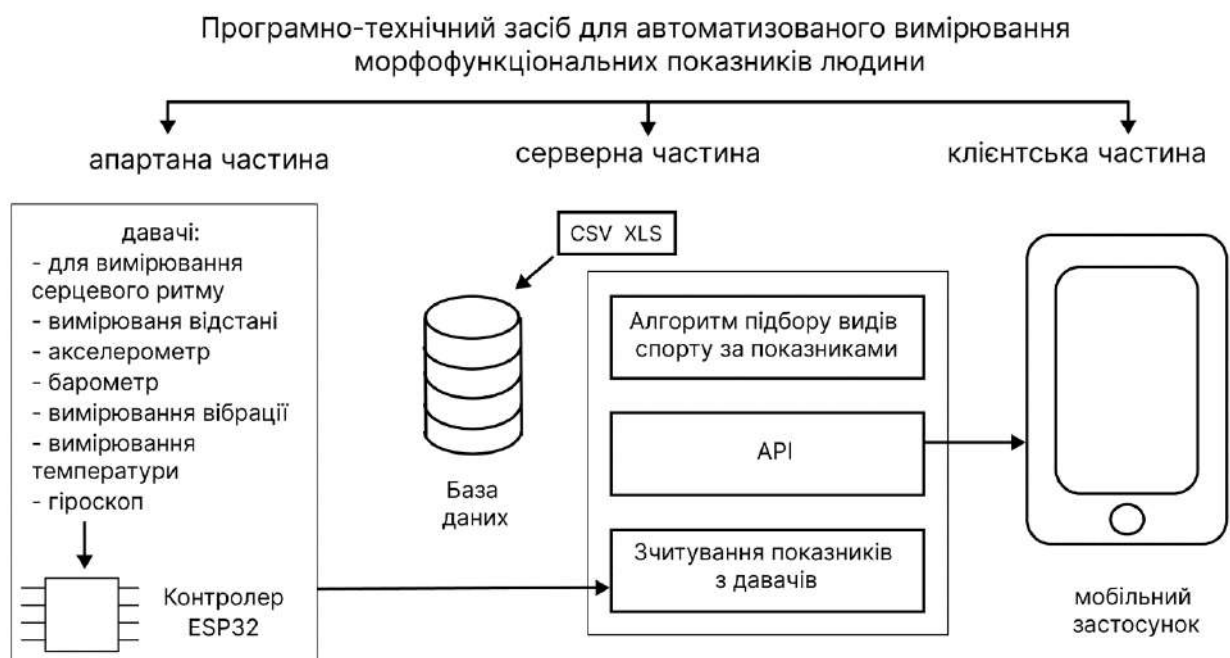 Програмно-технічний засіб для автоматизованого вимірювання
морфофункціональних показників людини
апартана частина
серверна частина
клієнтська частина
давачі:
- для вимірювання
серцевого ритму
- вимірюваня відстані
- акселерометр
- барометр
- вимірювання вібрації
- вимірювання
температури
- гіроскоп
Контролер
ESP32
CSV XLS
База
даних
Алгоритм підбору видів
спорту за показниками
API
Зчитування показників
з давачів
мобільний
застосунок